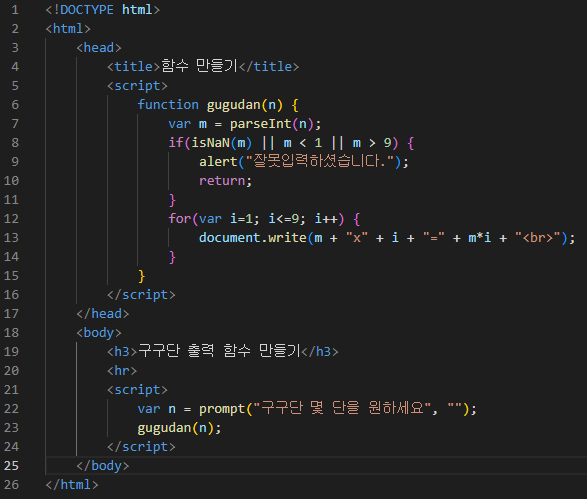 1 <!DOCTYPE html>
2 <html>
3 <head>
4 <title>함수 만들기</title>
5 <script>
6 function gugudan(n) {
7 var m = parseInt(n);
8 if(isNaN(m) || m < 1 || m > 9) {
9 alert("잘못입력하셨습니다.");
10 return;
11 }
12 for(var i=1; i<=9; i++) {
13 document.write(m + "x" + i + "=" + m*i + "<br>");
14 }
15 }
16 </script>
17 </head>
18 <body>
19 <h3>구구단 출력 함수 만들기</h3>
20 <hr>
21 <script>
22 var n = prompt("구구단 몇 단을 원하세요", "");
23 gugudan(n);
24 </script>
25 </body>
26 </html>